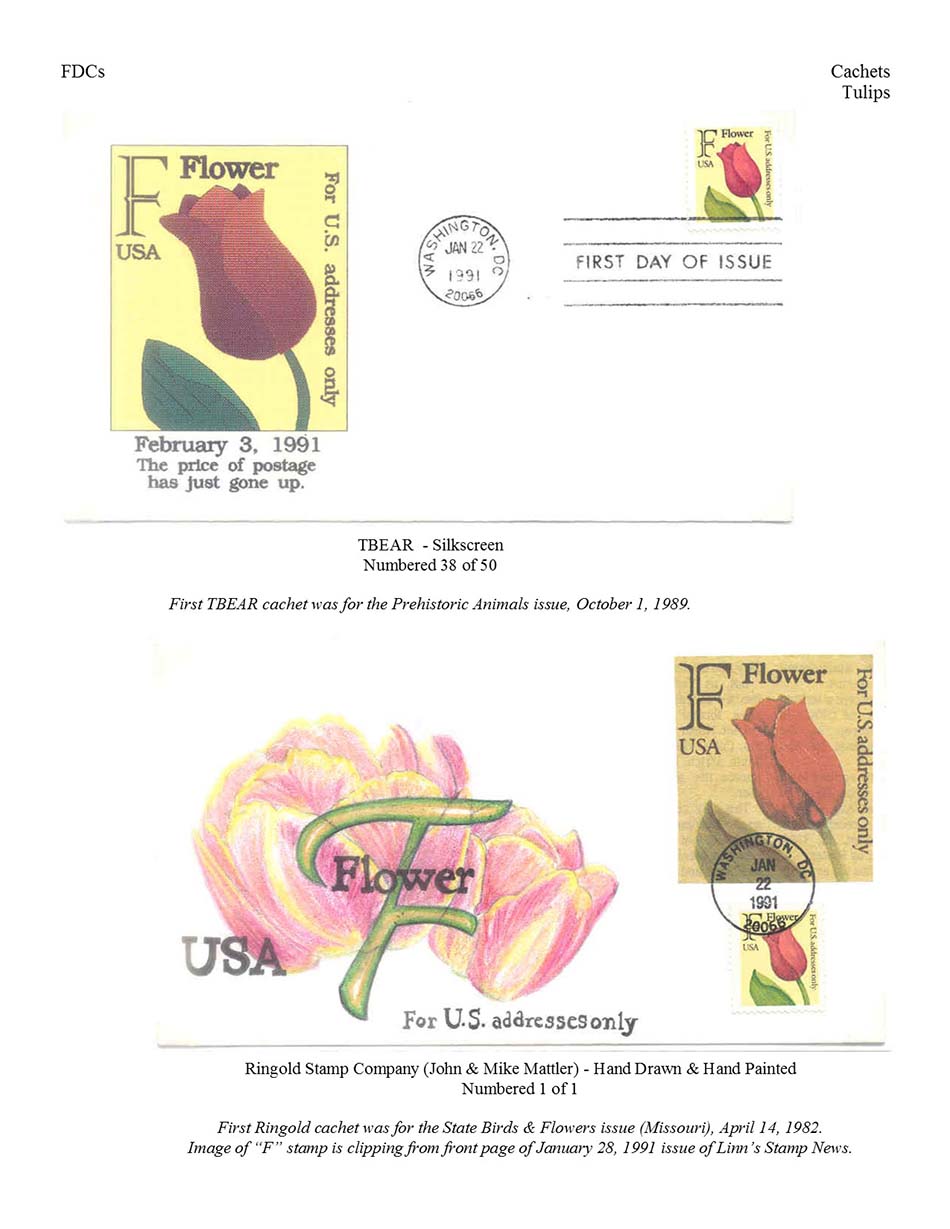 FDCs
Cachets
Tulips
F Flower
USA
For U.S. addresses only
February 3, 1991
The price of postage
has just gone up.
WASHINGTON, DC
JAN 22
1991
20066
F Flower
USA
For U.S. addresses only
FIRST DAY OF ISSUE
TBEAR - Silkscreen
Numbered 38 of 50
First TBEAR cachet was for the Prehistoric Animals issue, October 1, 1989.
F
Flower
USA
For U.S. addresses only
F Flower
USA
For U.S. addresses only
WASHINGTON, DC
JAN
22
1991
20066
F Flower
USA
For U.S. addresses only
Ringold Stamp Company (John & Mike Mattler) - Hand Drawn & Hand Painted
Numbered 1 of 1
First Ringold cachet was for the State Birds & Flowers issue (Missouri), April 14, 1982.
Image of “F” stamp is clipping from front page of January 28, 1991 issue of Linn’s Stamp News.